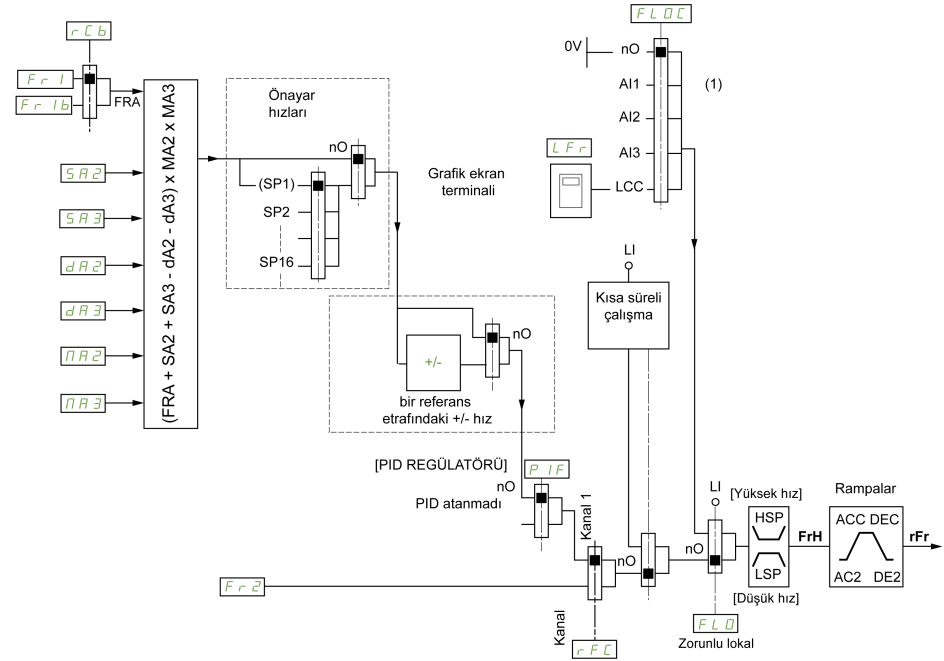 rCb
FLOC
0V
nO
Fr1
Fr1b
FRA
AI1
(1)
AI2
AI3
LFr
LCC
Önayar
hızları
nO
(SP1)
SP2
SP16
Grafik ekran
terminali
(FRA + SA2 + SA3 - dA2 - dA3) x MA2 x MA3
SA2
SA3
dA2
dA3
MA2
MA3
LI
Kısa süreli
çalışma
nO
+/-
bir referans
etrafındaki +/- hız
[PID REGÜLATÖRÜ]
PIF
nO
PID atanmadı
Kanal 1
nO
LI
nO
[Yüksek hız]
HSP
LSP
[Düşük hız]
FrH
Rampalar
ACC DEC
AC2 DE2
rFr
Fr2
Kanal
rFC
FLO
Zorunlu lokal